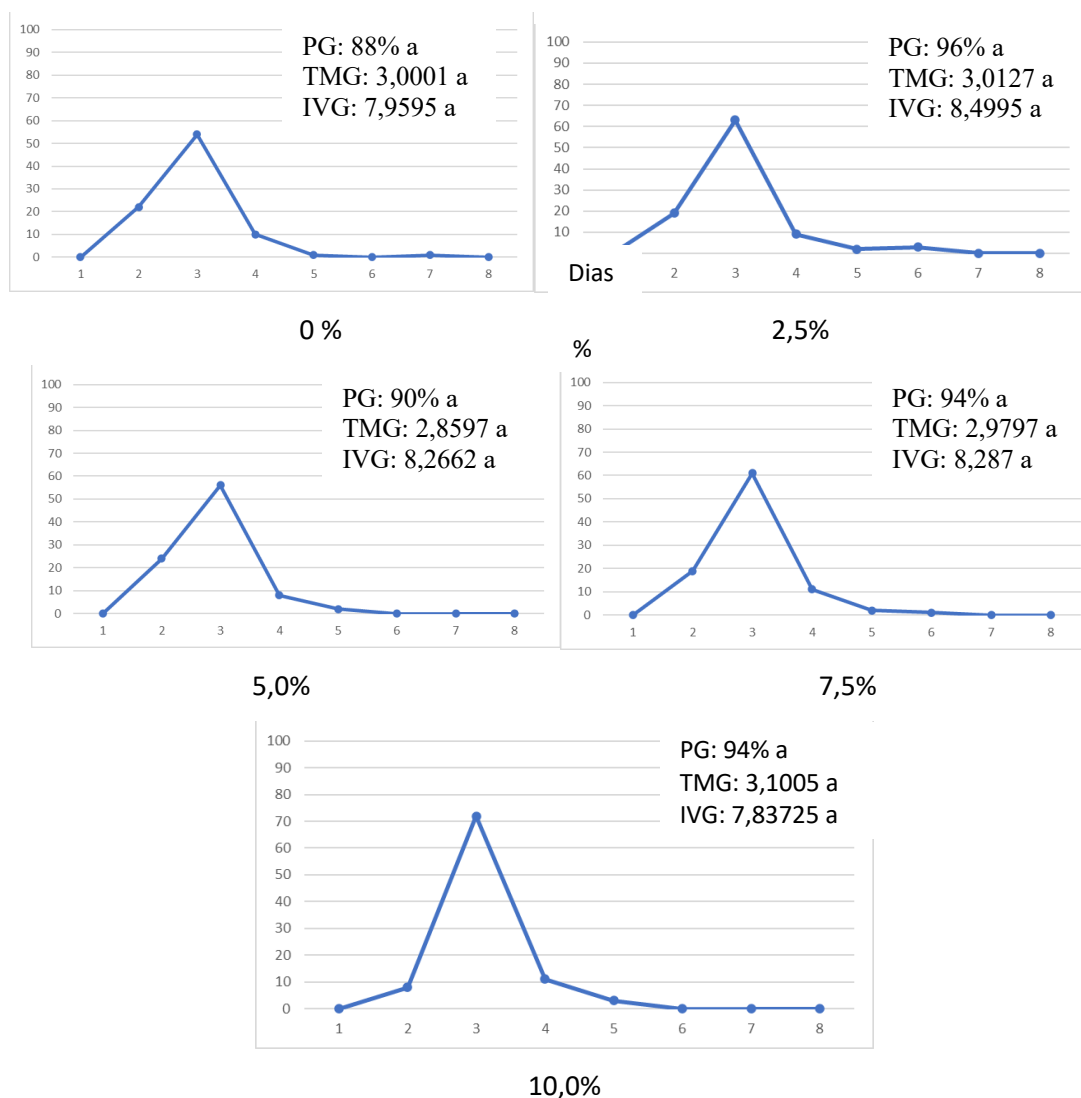 100
90
80
70
60
50
40
30
20
10
0
1 2 3 4 5 6 7 8
PG: 88% a
TMG: 3,0001 a
IVG: 7,9595 a
0 %
100
90
80
70
60
50
40
30
20
10
Dias
2 3 4 5 6 7 8
PG: 96% a
TMG: 3,0127 a
IVG: 8,4995 a
2,5%
%
100
90
80
70
60
50
40
30
20
10
0
1 2 3 4 5 6 7 8
PG: 90% a
TMG: 2,8597 a
IVG: 8,2662 a
5,0%
100
90
80
70
60
50
40
30
20
10
0
1 2 3 4 5 6 7 8
PG: 94% a
TMG: 2,9797 a
IVG: 8,287 a
7,5%
100
90
80
70
60
50
40
30
20
10
0
1 2 3 4 5 6 7 8
PG: 94% a
TMG: 3,1005 a
IVG: 7,83725 a
10,0%